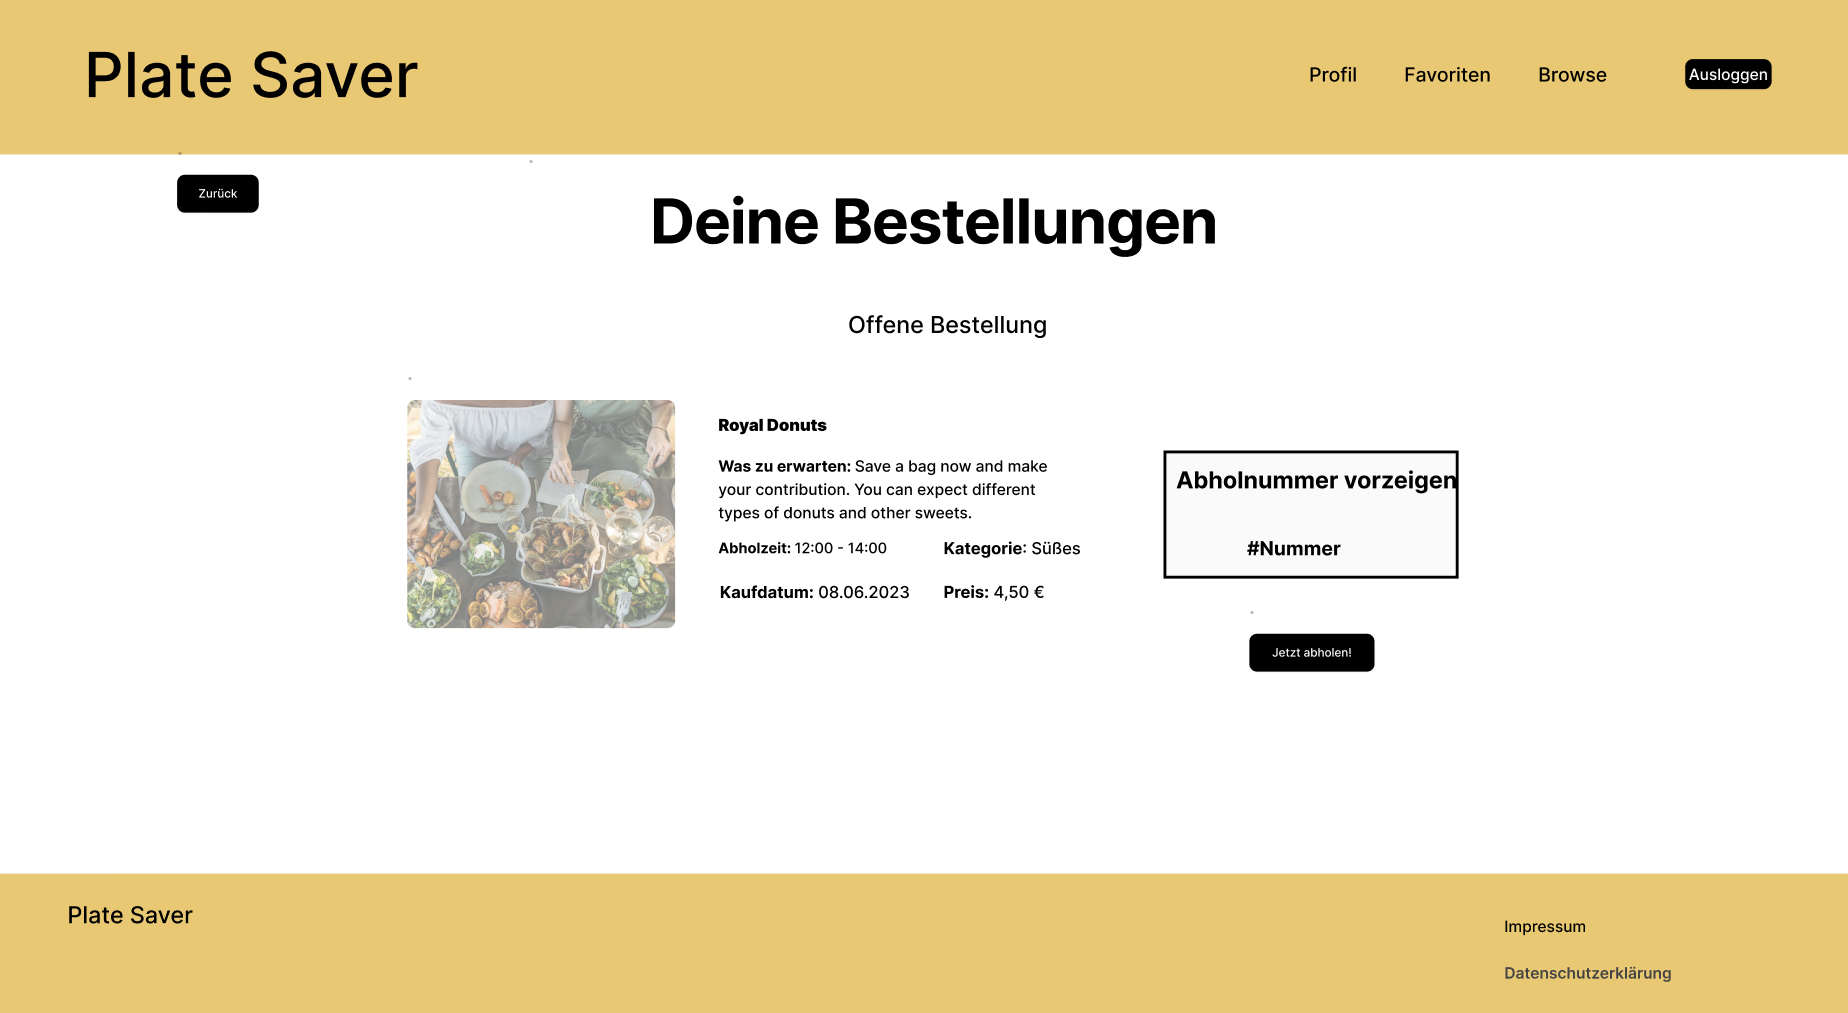 Plate Saver
Profil
Favoriten
Browse
Ausloggen
Zurück
Deine Bestellungen
Offene Bestellung
Royal Donuts
Was zu erwarten: Save a bag now and make
your contribution. You can expect different
types of donuts and other sweets.
Abholzeit: 12:00 - 14:00
Kategorie: Süßes
Kaufdatum: 08.06.2023
Preis: 4,50 €
Abholnummer vorzeigen
#Nummer
Jetzt abholen!
Plate Saver
Impressum
Datenschutzerklärung